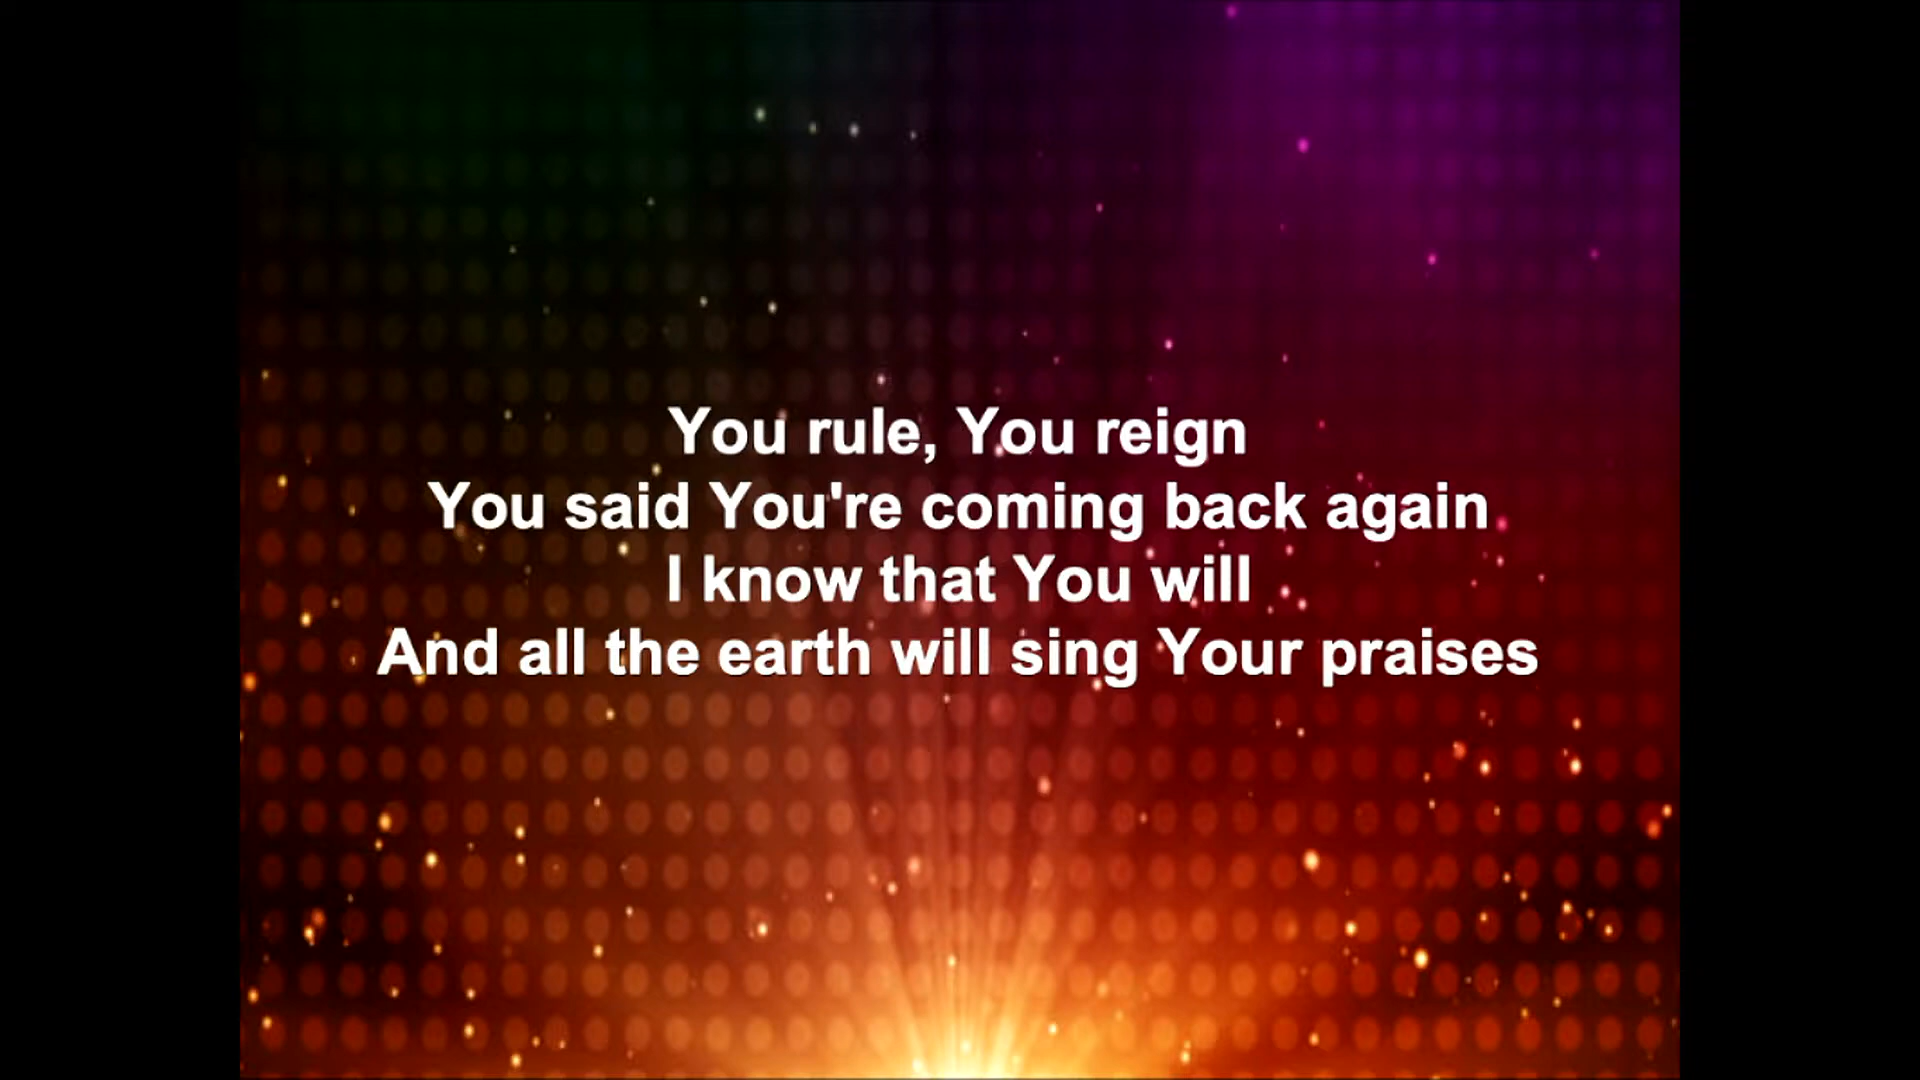 You rule, You reign
You said You're coming back again
I know that You will
And all the earth will sing Your praises